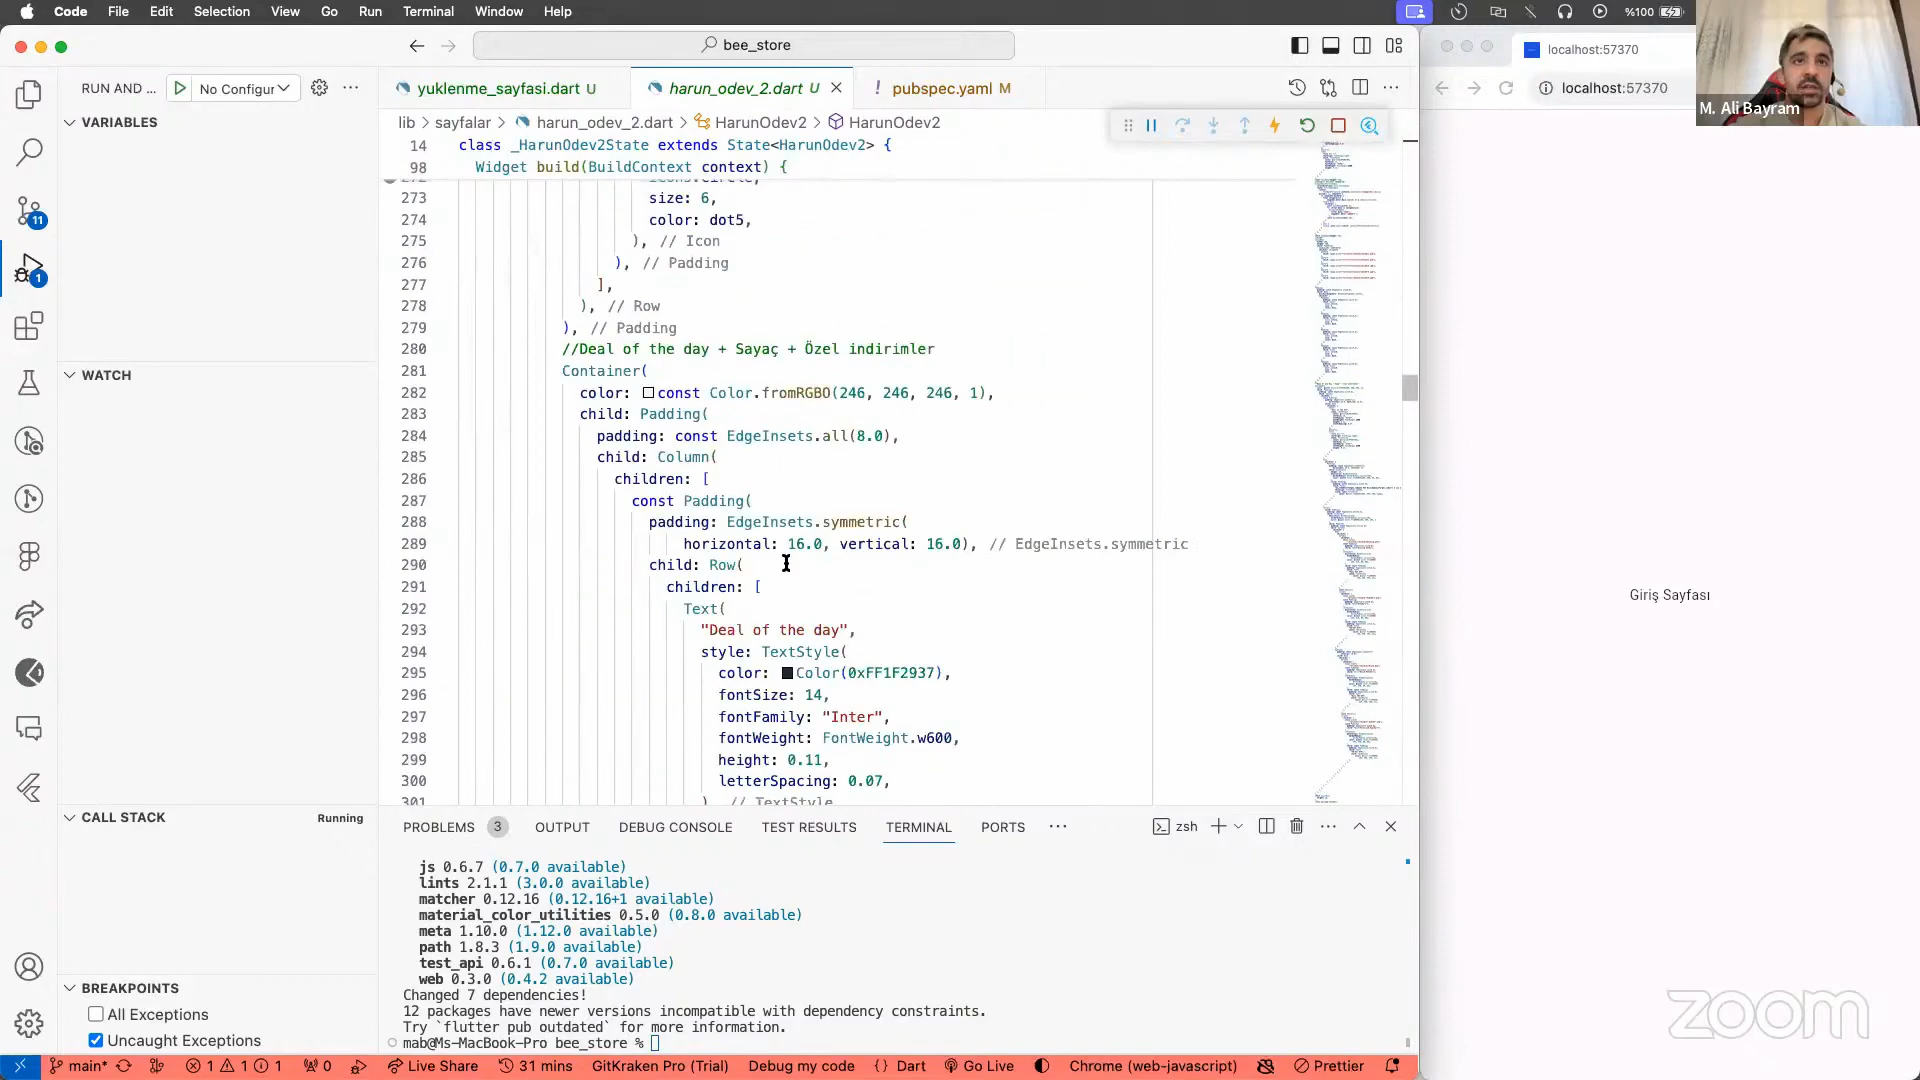 Code File Edit Selection View Go Run Terminal Window Help %100
bee_store
localhost:57370
RUN AND ... No Configur
yuklenme_sayfasi.dart U harun_odev_2.dart U pubspec.yaml M
localhost:57370
M. Ali Bayram
VARIABLES
lib > sayfalar > harun_odev_2.dart > HarunOdev2 > HarunOdev2
14 class _HarunOdev2State extends State<HarunOdev2> {
98 Widget build(BuildContext context) {
273 size: 6,
274 color: dot5,
275 ), // Icon
276 ), // Padding
277 ],
278 ), // Row
279 ), // Padding
280 //Deal of the day + Sayaç + Özel indirimler
281 Container(
282 color: const Color.fromRGBO(246, 246, 246, 1),
283 child: Padding(
284 padding: const EdgeInsets.all(8.0),
285 child: Column(
286 children: [
287 const Padding(
288 padding: EdgeInsets.symmetric(
289 horizontal: 16.0, vertical: 16.0), // EdgeInsets.symmetric
290 child: Row(
291 children: [
292 Text(
293 "Deal of the day",
294 style: TextStyle(
295 color: Color(0xFF1F2937),
296 fontSize: 14,
297 fontFamily: "Inter",
298 fontWeight: FontWeight.w600,
299 height: 0.11,
300 letterSpacing: 0.07,
301 ), // TextStyle
11
1
WATCH
Giriş Sayfası
CALL STACK Running
PROBLEMS 3 OUTPUT DEBUG CONSOLE TEST RESULTS TERMINAL PORTS zsh
js 0.6.7 (0.7.0 available)
lints 2.1.1 (3.0.0 available)
matcher 0.12.16 (0.12.16+1 available)
material_color_utilities 0.5.0 (0.8.0 available)
meta 1.10.0 (1.12.0 available)
path 1.8.3 (1.9.0 available)
test_api 0.6.1 (0.7.0 available)
web 0.3.0 (0.4.2 available)
Changed 7 dependencies!
12 packages have newer versions incompatible with dependency constraints.
Try `flutter pub outdated` for more information.
mab@Ms-MacBook-Pro bee_store %
BREAKPOINTS
All Exceptions
Uncaught Exceptions
zoom
main* 1 1 1 0 Live Share 31 mins GitKraken Pro (Trial) Debug my code {} Dart Go Live Chrome (web-javascript) Prettier